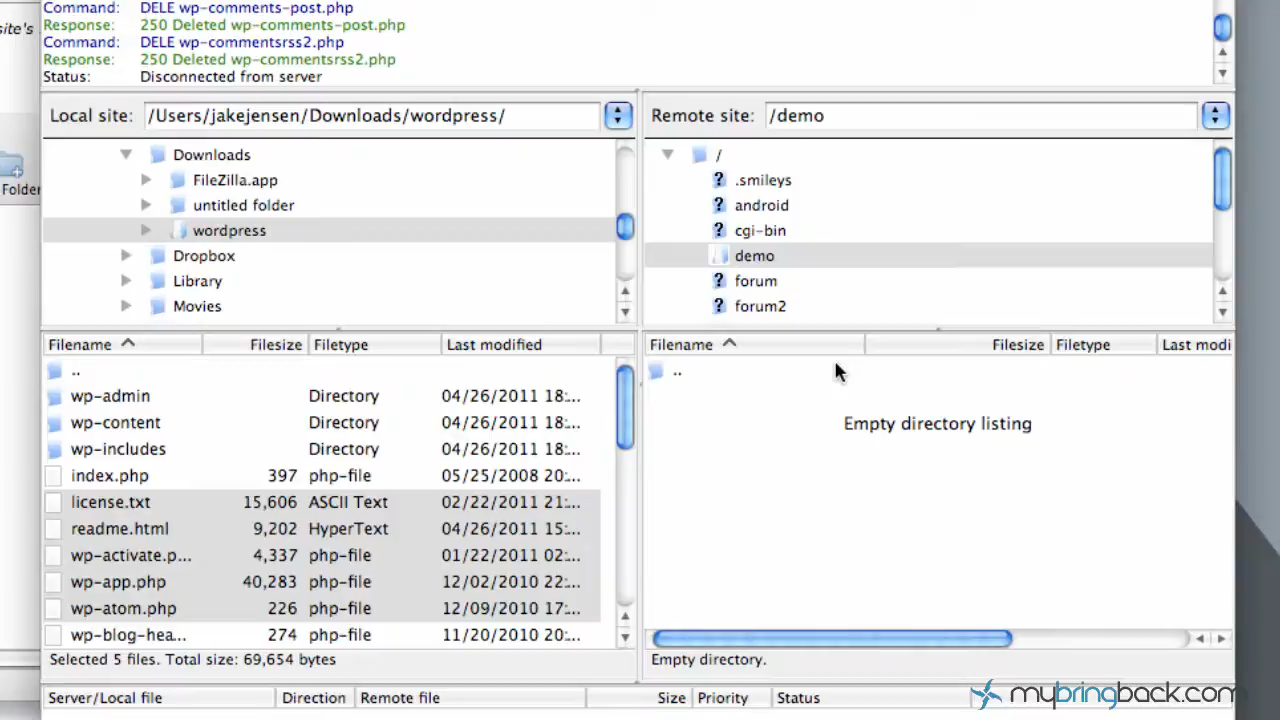 site's
Folder
Command: DELE wp-comments-post.php
Response: 250 Deleted wp-comments-post.php
Command: DELE wp-commentsrss2.php
Response: 250 Deleted wp-commentsrss2.php
Status: Disconnected from server
Local site: /Users/jakejensen/Downloads/wordpress/
Downloads
FileZilla.app
untitled folder
wordpress
Dropbox
Library
Movies
Remote site: /demo
/
? .smileys
? android
? cgi-bin
demo
? forum
? forum2
Filename Filesize Filetype Last modified
..
wp-admin Directory 04/26/2011 18:...
wp-content Directory 04/26/2011 18:...
wp-includes Directory 04/26/2011 18:...
index.php 397 php-file 05/25/2008 20:...
license.txt 15,606 ASCII Text 02/22/2011 21:...
readme.html 9,202 HyperText 04/26/2011 15:...
wp-activate.p... 4,337 php-file 01/22/2011 02:...
wp-app.php 40,283 php-file 12/02/2010 22:...
wp-atom.php 226 php-file 12/09/2010 17:...
wp-blog-hea... 274 php-file 11/20/2010 20:...
Selected 5 files. Total size: 69,654 bytes
Filename Filesize Filetype Last modi
..
Empty directory listing
Empty directory.
Server/Local file Direction Remote file Size Priority Status
mybringback.com